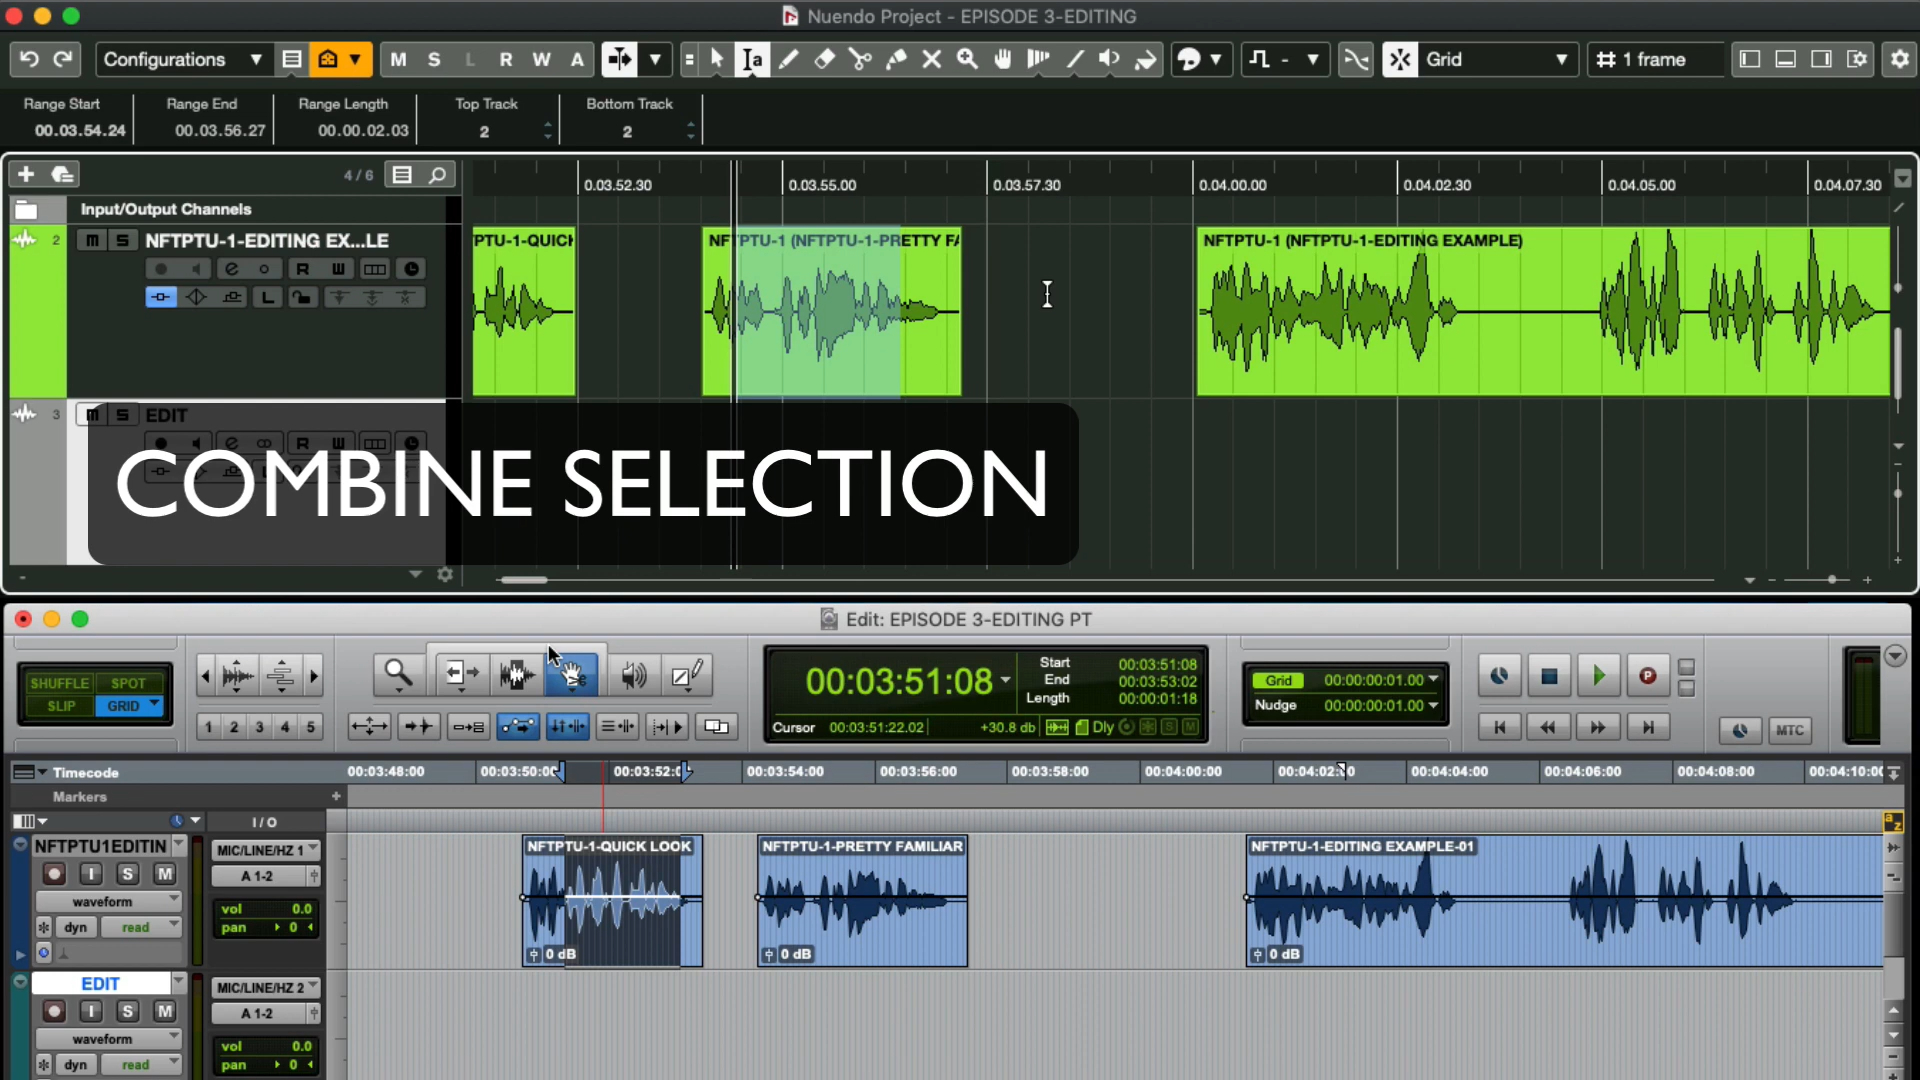 Nuendo Project - EPISODE 3-EDITING
Configurations
M S L R W A
Grid
1 frame
Range Start
Range End
Range Length
Top Track
Bottom Track
00.03.54.24
00.03.56.27
00.00.02.03
2
2
4 / 6
0.03.52.30
0.03.55.00
0.03.57.30
0.04.00.00
0.04.02.30
0.04.05.00
0.04.07.30
Input/Output Channels
2
m S
NFTPTU-1-EDITING EX...LE
PTU-1-QUICK
NFTPTU-1 (NFTPTU-1-PRETTY FA
NFTPTU-1 (NFTPTU-1-EDITING EXAMPLE)
R W
L
3
m S
EDIT
COMBINE SELECTION
Edit: EPISODE 3-EDITING PT
SHUFFLE SPOT
SLIP GRID
1 2 3 4 5
00:03:51:08
Start 00:03:51:08
End 00:03:53:02
Length 00:00:01:18
Cursor 00:03:51:22.02
+30.8 db
Dly
S M
Grid 00:00:00:01.00
Nudge 00:00:00:01.00
P
MTC
Timecode
00:03:48:00
00:03:50:00
00:03:52:0
00:03:54:00
00:03:56:00
00:03:58:00
00:04:00:00
00:04:02:00
00:04:04:00
00:04:06:00
00:04:08:00
00:04:10:00
Markers
I / O
a z
NFTPTU1EDITIN
MIC/LINE/HZ 1
I S M
A 1-2
waveform
vol 0.0
dyn read
pan 0
NFTPTU-1-QUICK LOOK
0 dB
NFTPTU-1-PRETTY FAMILIAR
0 dB
NFTPTU-1-EDITING EXAMPLE-01
0 dB
EDIT
MIC/LINE/HZ 2
I S M
A 1-2
waveform
vol 0.0
dyn read
pan 0